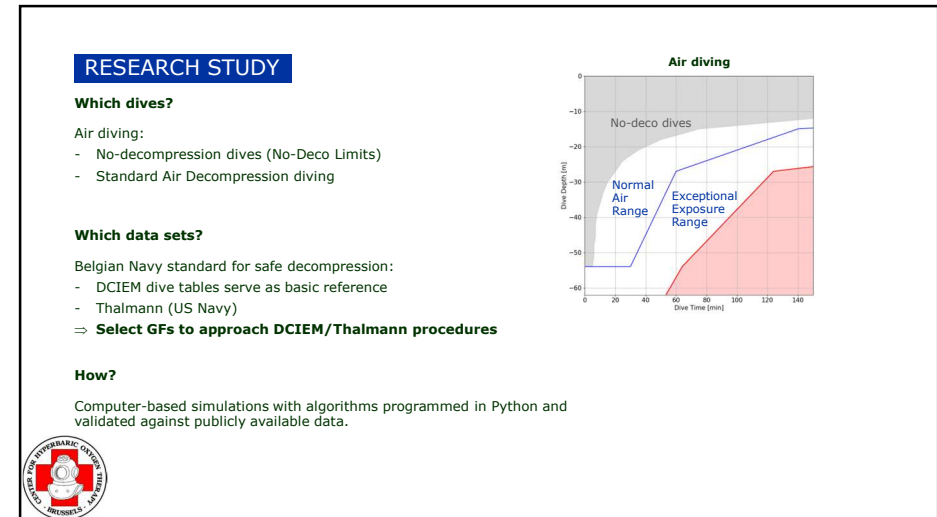 RESEARCH STUDY
Which dives?
Air diving:
- No-decompression dives (No-Deco Limits)
- Standard Air Decompression diving
Which data sets?
Belgian Navy standard for safe decompression:
- DCIEM dive tables serve as basic reference
- Thalmann (US Navy)
⇒ Select GFs to approach DCIEM/Thalmann procedures
How?
Computer-based simulations with algorithms programmed in Python and
validated against publicly available data.
Air diving
0
−10
−20
−30
−40
−50
−60
Dive Depth [m]
No-deco dives
Normal
Air
Range
Exceptional
Exposure
Range
0 20 40 60 80 100 120 140
Dive Time [min]
CENTER FOR HYPERBARIC OXYGEN THERAPY
- BRUSSELS -